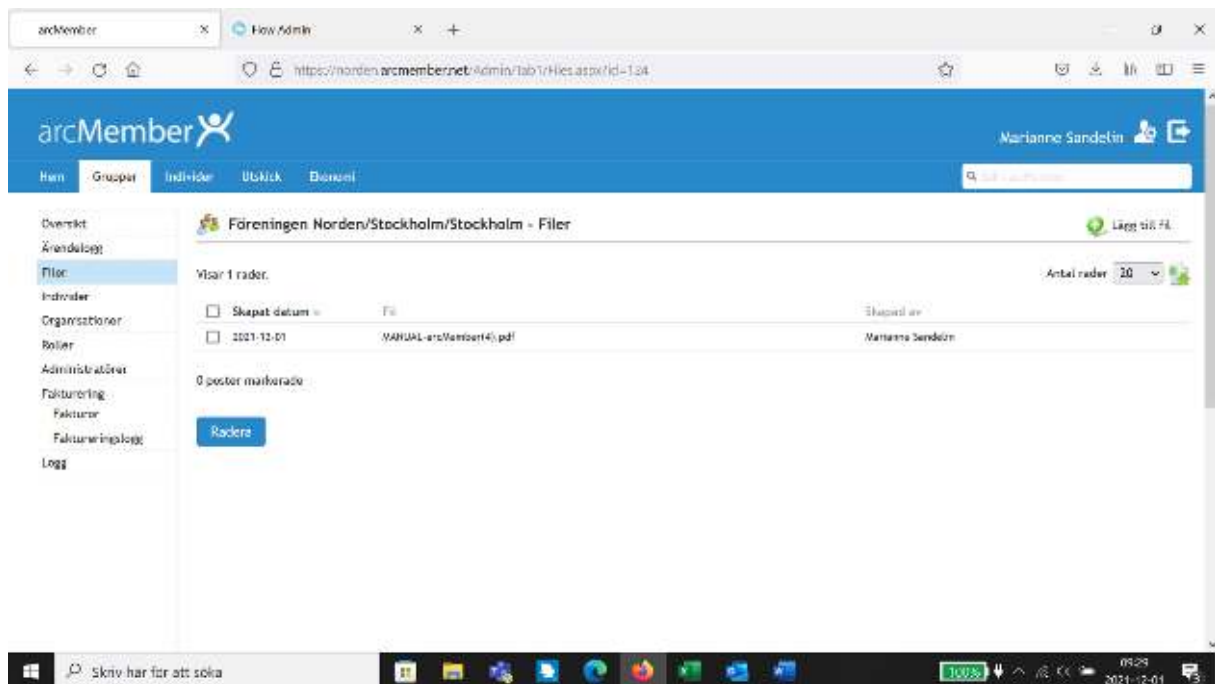 arcMember
Flow Admin
https://norden.arcmember.net/Admin/Tab1/Files.aspx?id=134
arcMember
Marianne Sandelin
Hem Grupper Individer Utskick Ekonomi
Översikt
Ärendelogg
Filer
Individer
Organisationer
Roller
Administratörer
Fakturering
Fakturor
Faktureringslogg
Logg
Föreningen Norden/Stockholm/Stockholm - Filer
Lägg till fil
Visar 1 rader.
Antal rader 20
Skapat datum Fil Skapad av
2021-12-01 MANUAL-arcMember(4).pdf Marianne Sandelin
0 poster markerade
Radera
Skriv här för att söka
100%
09:29
2021-12-01
3